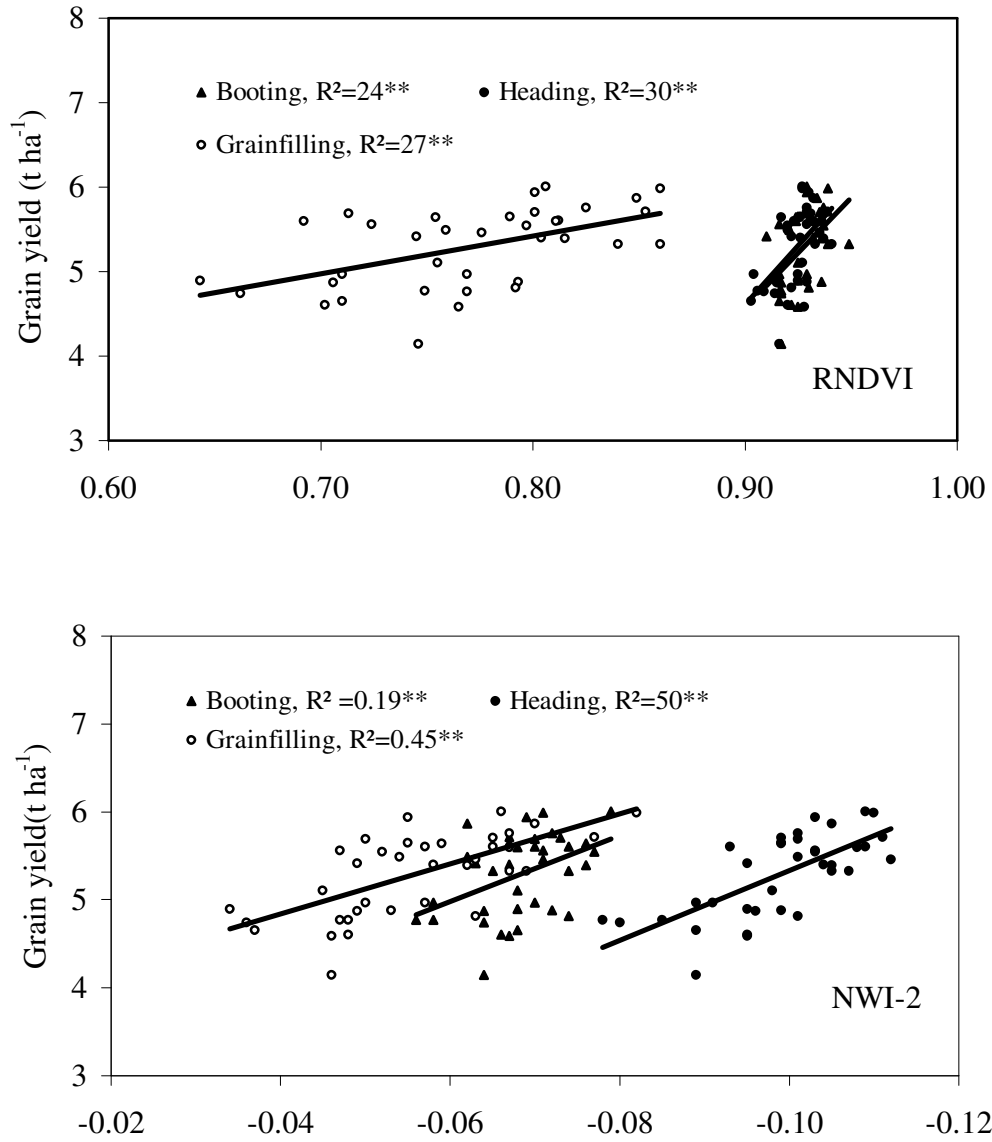 8
7
6
5
4
3
Grain yield (t ha-1)
▲ Booting, R²=24** ● Heading, R²=30**
○ Grainfilling, R²=27**
RNDVI
0.60 0.70 0.80 0.90 1.00
8
7
6
5
4
3
Grain yield(t ha-1)
▲ Booting, R² =0.19** ● Heading, R²=50**
○ Grainfilling, R²=0.45**
NWI-2
-0.02 -0.04 -0.06 -0.08 -0.10 -0.12